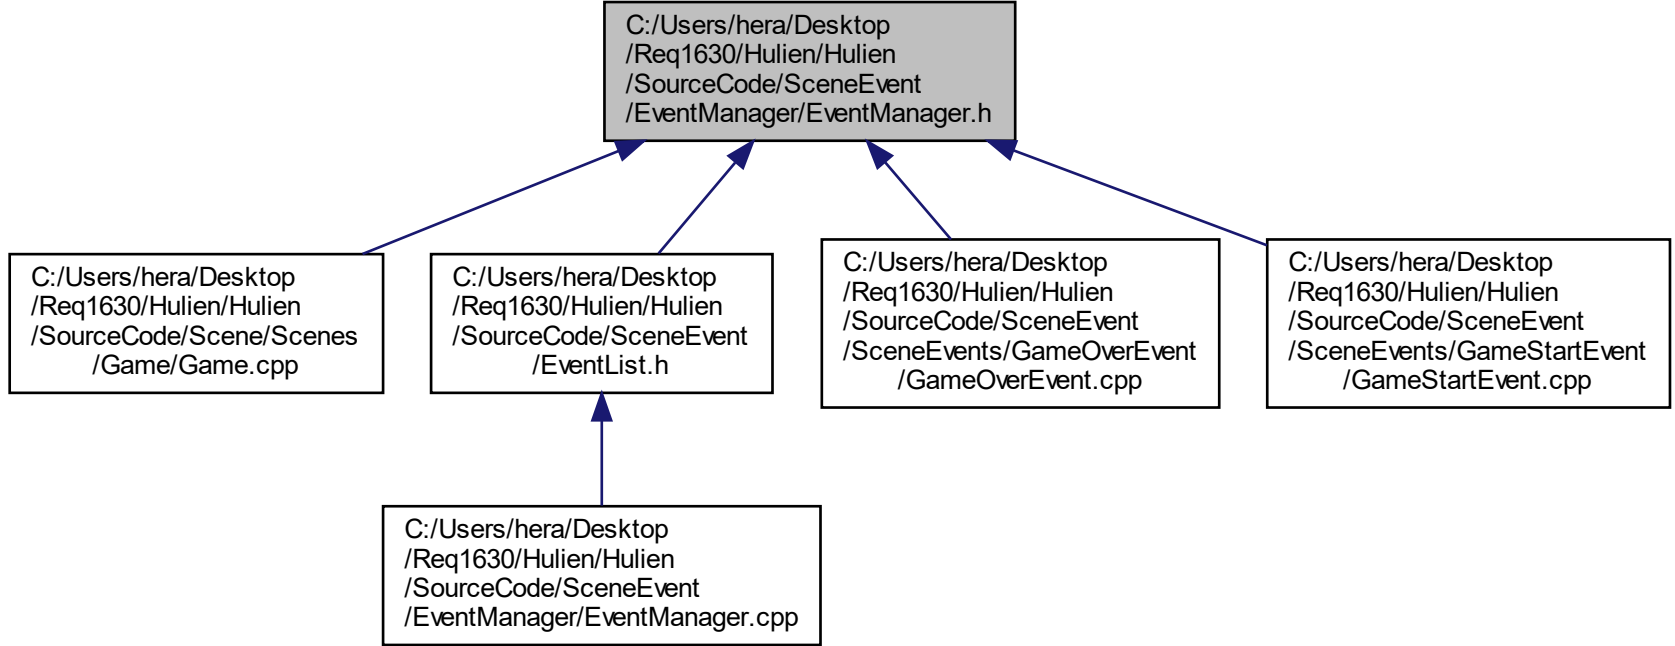 C:/Users/hera/Desktop
/Req1630/Hulien/Hulien
/SourceCode/SceneEvent
/EventManager/EventManager.h
C:/Users/hera/Desktop
/Req1630/Hulien/Hulien
/SourceCode/Scene/Scenes
/Game/Game.cpp
C:/Users/hera/Desktop
/Req1630/Hulien/Hulien
/SourceCode/SceneEvent
/EventList.h
C:/Users/hera/Desktop
/Req1630/Hulien/Hulien
/SourceCode/SceneEvent
/SceneEvents/GameOverEvent
/GameOverEvent.cpp
C:/Users/hera/Desktop
/Req1630/Hulien/Hulien
/SourceCode/SceneEvent
/SceneEvents/GameStartEvent
/GameStartEvent.cpp
C:/Users/hera/Desktop
/Req1630/Hulien/Hulien
/SourceCode/SceneEvent
/EventManager/EventManager.cpp